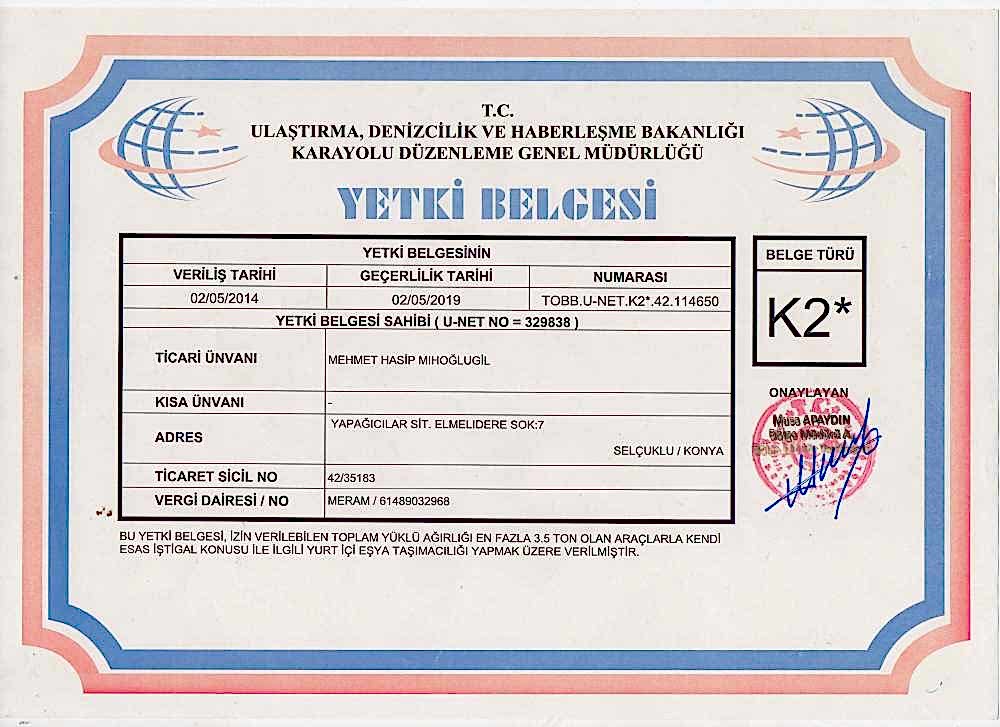 T.C.
ULAŞTIRMA, DENİZCİLİK VE HABERLEŞME BAKANLIĞI
KARAYOLU DÜZENLEME GENEL MÜDÜRLÜĞÜ
YETKİ BELGESİ
YETKİ BELGESİNİN
VERİLİŞ TARİHİ GEÇERLİLİK TARİHİ NUMARASI
02/05/2014 02/05/2019 TOBB.U-NET.K2*.42.114650
YETKİ BELGESİ SAHİBİ ( U-NET NO = 329838 )
TİCARİ ÜNVANI MEHMET HASİP MIHOĞLUGİL
KISA ÜNVANI -
ADRES YAPAĞICILAR SİT. ELMELIDERE SOK:7
SELÇUKLU / KONYA
TİCARET SİCİL NO 42/35183
VERGİ DAİRESİ / NO MERAM / 61489032968
BELGE TÜRÜ
K2*
ONAYLAYAN
T.C.
Musa APAYDIN
Bölge Müdürü
BU YETKİ BELGESİ, İZİN VERİLEBİLEN TOPLAM YÜKLÜ AĞIRLIĞI EN FAZLA 3.5 TON OLAN ARAÇLARLA KENDİ
ESAS İŞTİGAL KONUSU İLE İLGİLİ YURT İÇİ EŞYA TAŞIMACILIĞI YAPMAK ÜZERE VERİLMİŞTİR.